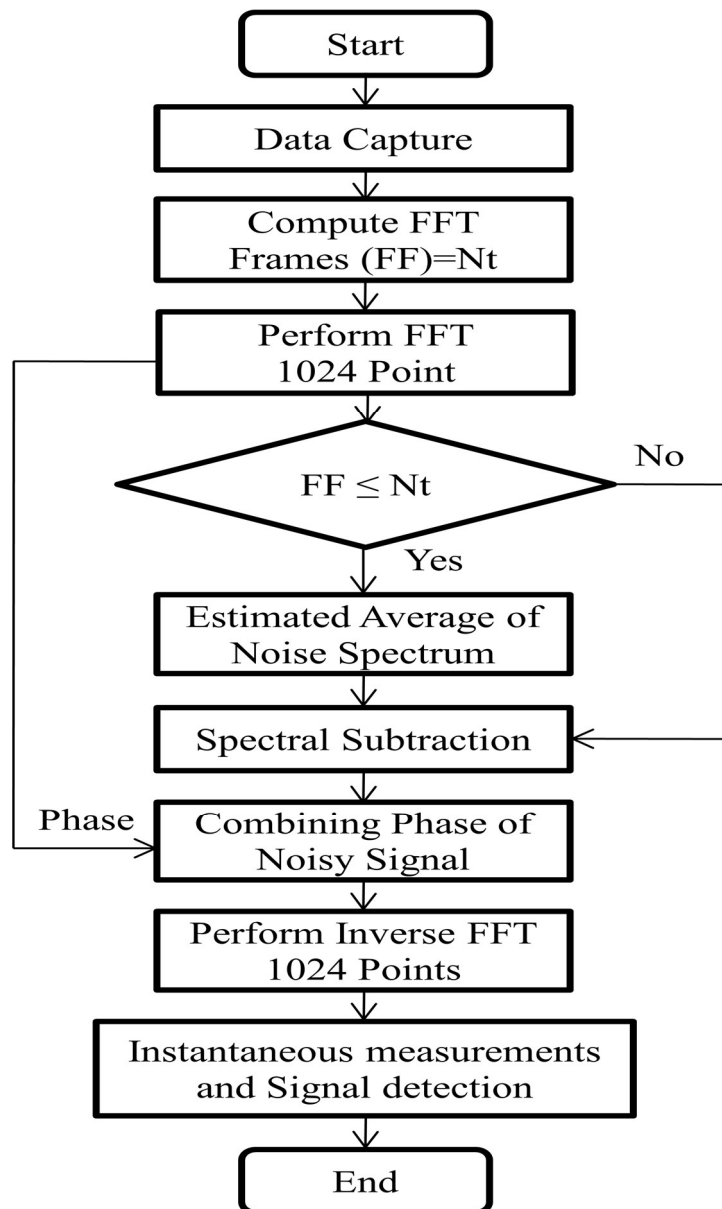 Start
Data Capture
Compute FFT
Frames (FF)=Nt
Perform FFT
1024 Point
FF ≤ Nt
No
Yes
Estimated Average of
Noise Spectrum
Spectral Subtraction
Phase
Combining Phase of
Noisy Signal
Perform Inverse FFT
1024 Points
Instantaneous measurements
and Signal detection
End